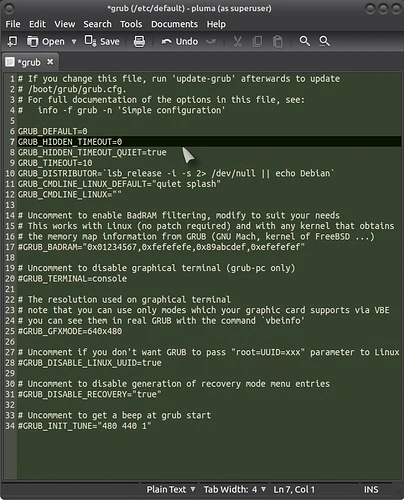 *grub (/etc/default) - pluma (as superuser)
File Edit View Search Tools Documents Help
Open Save Undo
*grub
1 # If you change this file, run 'update-grub' afterwards to update
2 # /boot/grub/grub.cfg.
3 # For full documentation of the options in this file, see:
4 #   info -f grub -n 'Simple configuration'
5
6 GRUB_DEFAULT=0
7 GRUB_HIDDEN_TIMEOUT=0
8 GRUB_HIDDEN_TIMEOUT_QUIET=true
9 GRUB_TIMEOUT=10
10 GRUB_DISTRIBUTOR=`lsb_release -i -s 2> /dev/null || echo Debian`
11 GRUB_CMDLINE_LINUX_DEFAULT="quiet splash"
12 GRUB_CMDLINE_LINUX=""
13
14 # Uncomment to enable BadRAM filtering, modify to suit your needs
15 # This works with Linux (no patch required) and with any kernel that obtains
16 # the memory map information from GRUB (GNU Mach, kernel of FreeBSD ...)
17 #GRUB_BADRAM="0x01234567,0xfefefefe,0x89abcdef,0xefefefef"
18
19 # Uncomment to disable graphical terminal (grub-pc only)
20 #GRUB_TERMINAL=console
21
22 # The resolution used on graphical terminal
23 # note that you can use only modes which your graphic card supports via VBE
24 # you can see them in real GRUB with the command `vbeinfo'
25 #GRUB_GFXMODE=640x480
26
27 # Uncomment if you don't want GRUB to pass "root=UUID=xxx" parameter to Linux
28 #GRUB_DISABLE_LINUX_UUID=true
29
30 # Uncomment to disable generation of recovery mode menu entries
31 #GRUB_DISABLE_RECOVERY="true"
32
33 # Uncomment to get a beep at grub start
34 #GRUB_INIT_TUNE="480 440 1"
Plain Text Tab Width: 4 Ln 7, Col 1 INS